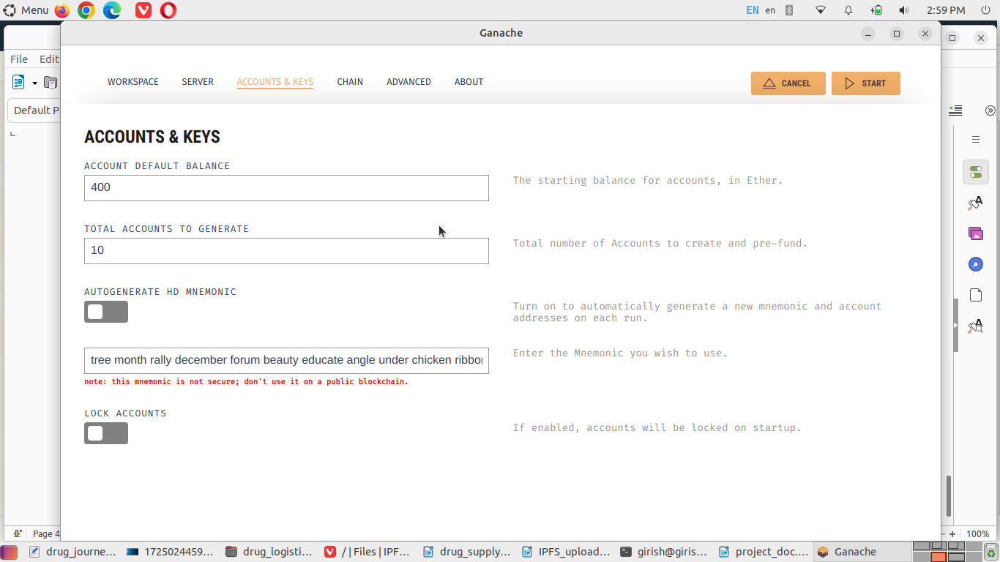 Menu
EN en 2:59 PM
Ganache
File Edit
WORKSPACE SERVER ACCOUNTS & KEYS CHAIN ADVANCED ABOUT CANCEL START
Default P
ACCOUNTS & KEYS
ACCOUNT DEFAULT BALANCE
400
The starting balance for accounts, in Ether.
TOTAL ACCOUNTS TO GENERATE
10
Total number of Accounts to create and pre-fund.
AUTOGENERATE HD MNEMONIC
Turn on to automatically generate a new mnemonic and account
addresses on each run.
tree month rally december forum beauty educate angle under chicken ribbon
Enter the Mnemonic you wish to use.
note: this mnemonic is not secure; don't use it on a public blockchain.
LOCK ACCOUNTS
If enabled, accounts will be locked on startup.
Page 4 100%
drug_journe... 1725024459... drug_logisti... / | Files | IPF... drug_supply... IPFS_upload... girish@giris... project_doc.... Ganache